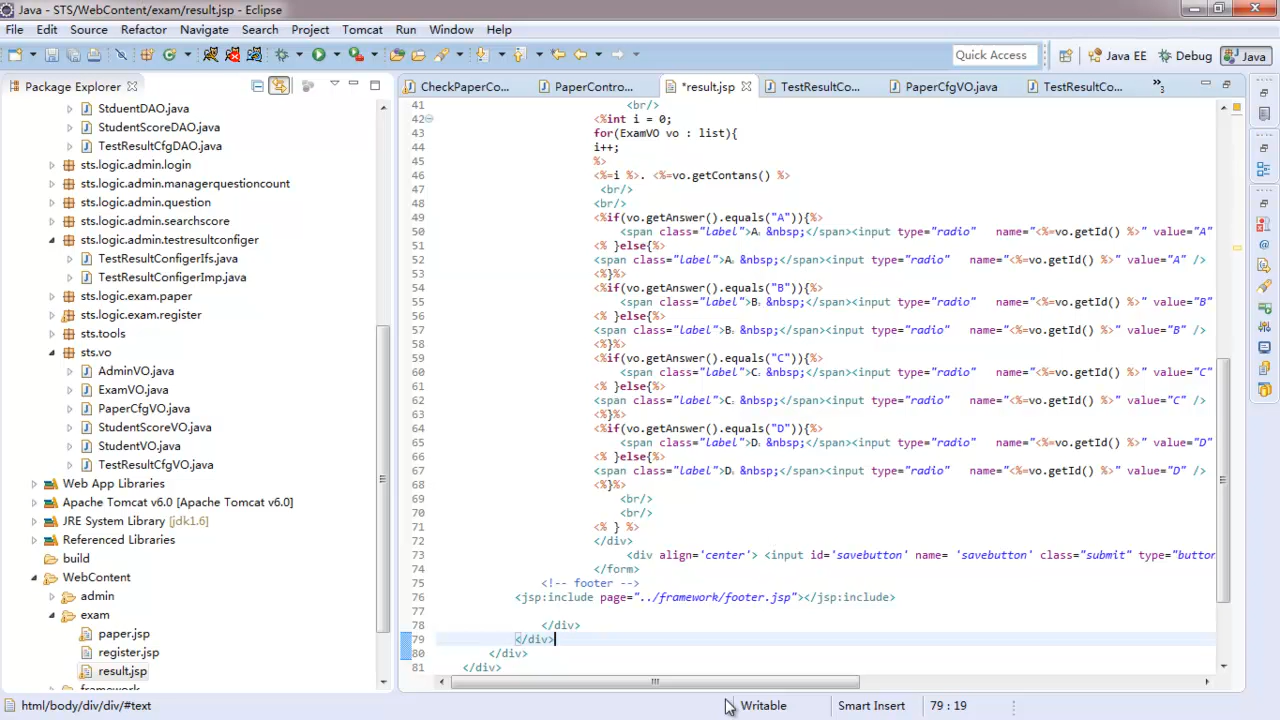 Java - STS/WebContent/exam/result.jsp - Eclipse
File Edit Source Refactor Navigate Search Project Tomcat Run Window Help
Quick Access Java EE Debug Java
Package Explorer
StduentDAO.java
StudentScoreDAO.java
TestResultCfgDAO.java
sts.logic.admin.login
sts.logic.admin.managerquestioncount
sts.logic.admin.question
sts.logic.admin.searchscore
sts.logic.admin.testresultconfiger
TestResultConfigerIfs.java
TestResultConfigerImp.java
sts.logic.exam.paper
sts.logic.exam.register
sts.tools
sts.vo
AdminVO.java
ExamVO.java
PaperCfgVO.java
StudentScoreVO.java
StudentVO.java
TestResultCfgVO.java
Web App Libraries
Apache Tomcat v6.0 [Apache Tomcat v6.0]
JRE System Library [jdk1.6]
Referenced Libraries
build
WebContent
admin
exam
paper.jsp
register.jsp
result.jsp
framework
CheckPaperCo... PaperContro... *result.jsp TestResultCo... PaperCfgVO.java TestResultCo... »3
41 <br/>
42 <%int i = 0;
43 for(ExamVO vo : list){
44 i++;
45 %>
46 <%=i %>. <%=vo.getContans() %>
47 <br/>
48 <br/>
49 <%if(vo.getAnswer().equals("A")){%>
50 <span class="label">A. &nbsp;</span><input type="radio" name="<%=vo.getId() %>" value="A"
51 <% }else{%>
52 <span class="label">A. &nbsp;</span><input type="radio" name="<%=vo.getId() %>" value="A" />
53 <%}%>
54 <%if(vo.getAnswer().equals("B")){%>
55 <span class="label">B. &nbsp;</span><input type="radio" name="<%=vo.getId() %>" value="B"
56 <% }else{%>
57 <span class="label">B. &nbsp;</span><input type="radio" name="<%=vo.getId() %>" value="B" />
58 <%}%>
59 <%if(vo.getAnswer().equals("C")){%>
60 <span class="label">C. &nbsp;</span><input type="radio" name="<%=vo.getId() %>" value="C"
61 <% }else{%>
62 <span class="label">C. &nbsp;</span><input type="radio" name="<%=vo.getId() %>" value="C" />
63 <%}%>
64 <%if(vo.getAnswer().equals("D")){%>
65 <span class="label">D. &nbsp;</span><input type="radio" name="<%=vo.getId() %>" value="D"
66 <% }else{%>
67 <span class="label">D. &nbsp;</span><input type="radio" name="<%=vo.getId() %>" value="D" />
68 <%}%>
69 <br/>
70 <br/>
71 <% } %>
72 </div>
73 <div align='center'> <input id='savebutton' name= 'savebutton' class="submit" type="button
74 </form>
75 <!-- footer -->
76 <jsp:include page="../framework/footer.jsp"></jsp:include>
77
78 </div>
79 </div>
80 </div>
81 </div>
html/body/div/div/#text Writable Smart Insert 79 : 19